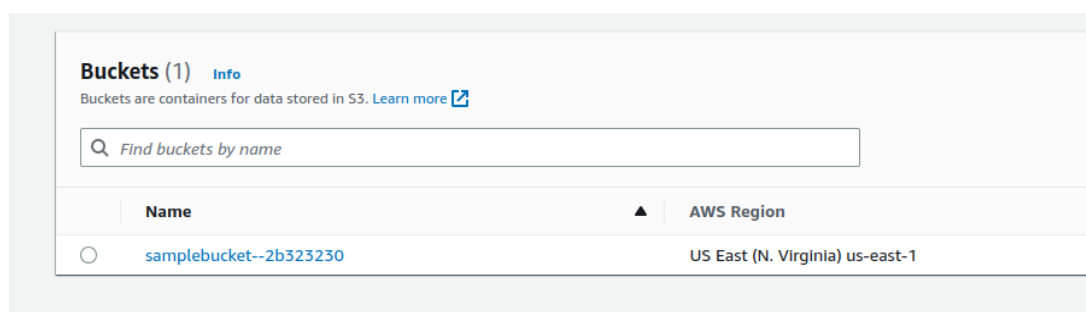 Buckets (1) Info
Buckets are containers for data stored in S3. Learn more
Find buckets by name
Name AWS Region
samplebucket--2b323230 US East (N. Virginia) us-east-1